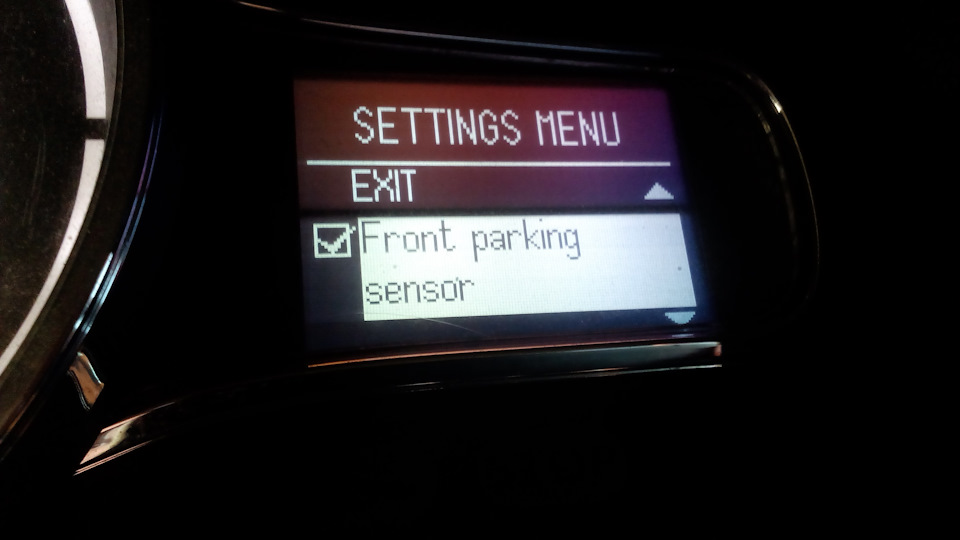 SETTINGS MENU
EXIT
Front parking
sensor